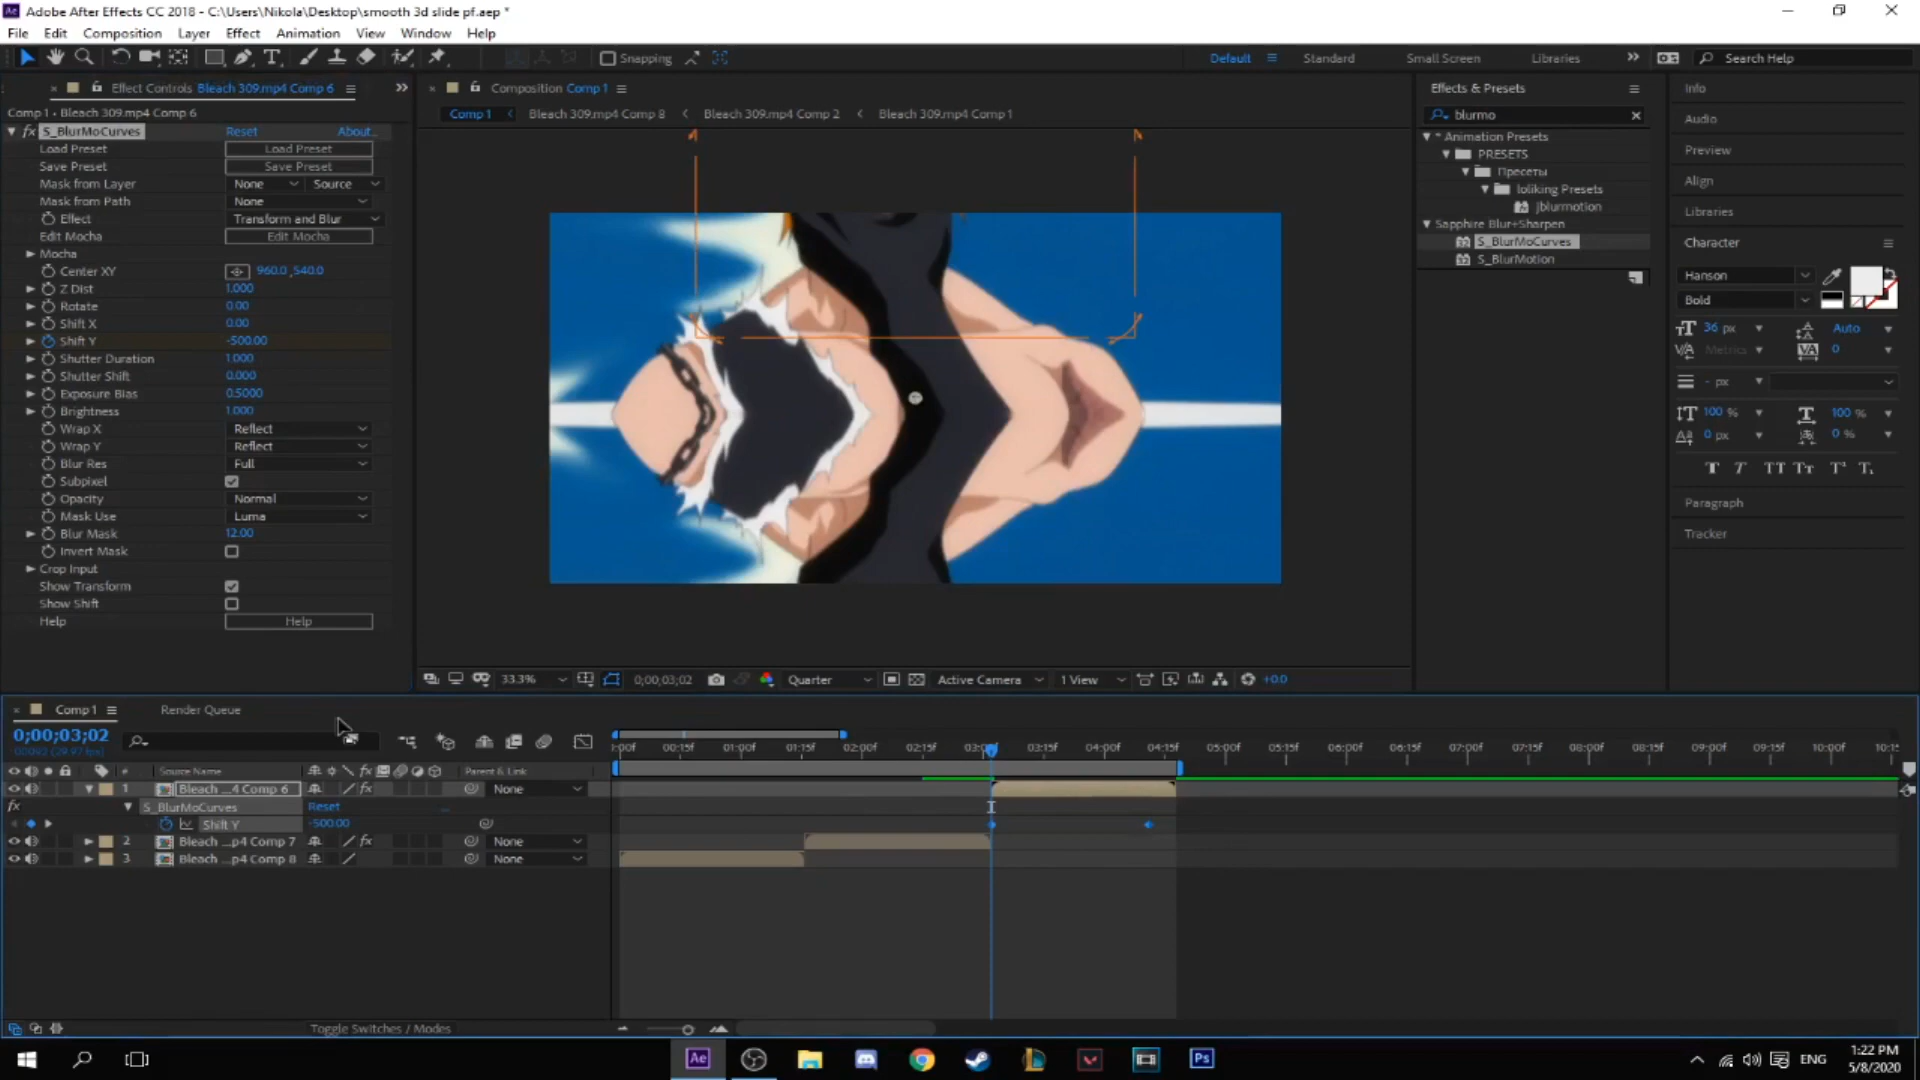 Adobe After Effects CC 2018 - C:\Users\Nikola\Desktop\smooth 3d slide pf.aep *
File Edit Composition Layer Effect Animation View Window Help
Snapping
Default Standard Small Screen Libraries Search Help
Effect Controls Bleach 309.mp4 Comp 6
Comp 1 • Bleach 309.mp4 Comp 6
fx S_BlurMoCurves Reset About...
Load Preset Load Preset
Save Preset Save Preset
Mask from Layer None Source
Mask from Path None
Effect Transform and Blur
Edit Mocha Edit Mocha
Mocha
Center XY 960.0, 540.0
Z Dist 1.000
Rotate 0.00
Shift X 0.00
Shift Y -500.00
Shutter Duration 1.000
Shutter Shift 0.000
Exposure Bias 0.5000
Brightness 1.000
Wrap X Reflect
Wrap Y Reflect
Blur Res Full
Subpixel
Opacity Normal
Mask Use Luma
Blur Mask 12.00
Invert Mask
Crop Input
Show Transform
Show Shift
Help Help
Composition Comp 1
Comp 1 Bleach 309.mp4 Comp 8 Bleach 309.mp4 Comp 2 Bleach 309.mp4 Comp 1
33.3% 0;00;03;02 Quarter Active Camera 1 View +0.0
Effects & Presets
blurmo
* Animation Presets
PRESETS
Пресеты
loliking Presets
Jblurmotion
Sapphire Blur+Sharpen
S_BlurMoCurves
S_BlurMotion
Info
Audio
Preview
Align
Libraries
Character
Hanson
Bold
36 px Auto
Metrics 0
- px
100 % 100 %
0 px 0 %
T T TT Tт T¹ T₁
Paragraph
Tracker
Comp 1 Render Queue
0;00;03;02
00092 (29.97 fps)
:00f 00:15f 01:00f 01:15f 02:00f 02:15f 03:00f 03:15f 04:00f 04:15f 05:00f 05:15f 06:00f 06:15f 07:00f 07:15f 08:00f 08:15f 09:00f 09:15f 10:00f 10:15
# Source Name fx Parent & Link
1 Bleach ...4 Comp 6 fx None
fx S_BlurMoCurves Reset
Shift Y -500.00
2 Bleach ...p4 Comp 7 fx None
3 Bleach ...p4 Comp 8 None
Toggle Switches / Modes
Ae Ps ENG
1:22 PM
5/8/2020